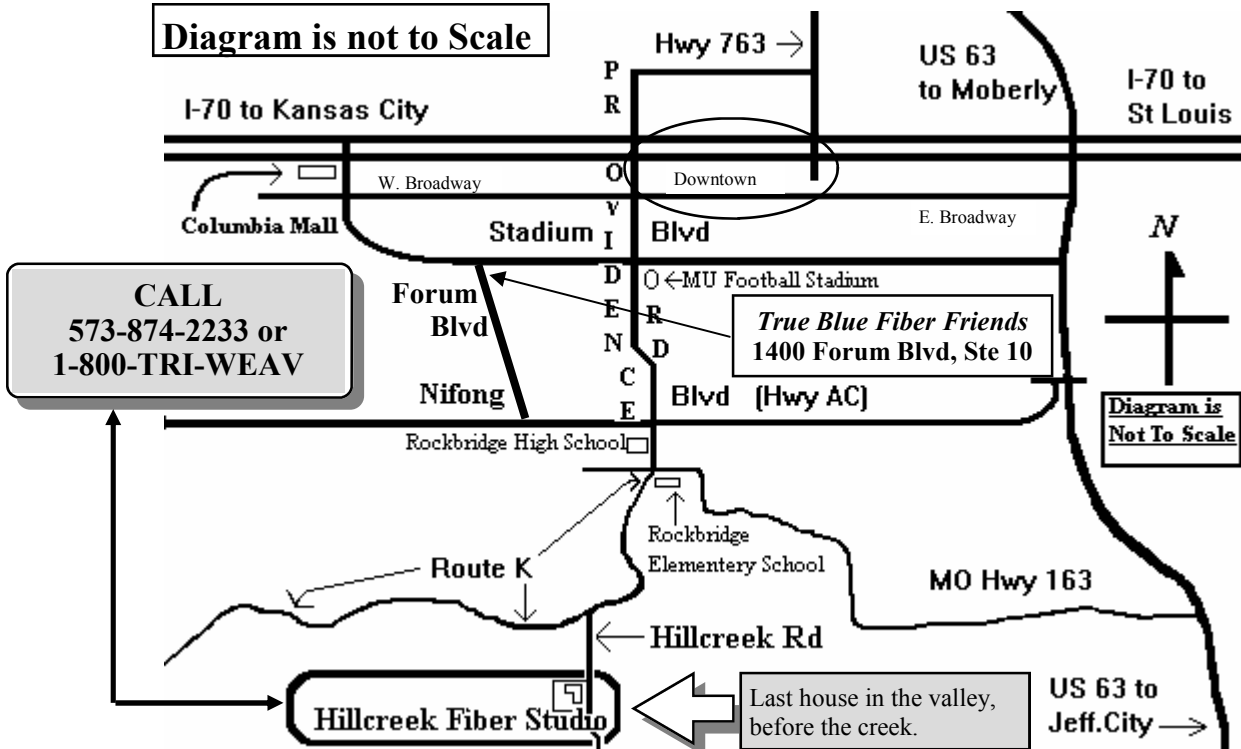 Diagram is not to Scale
Hwy 763
US 63
to Moberly
I-70 to
St Louis
I-70 to Kansas City
PROVIDENCE
RD
W. Broadway
Downtown
E. Broadway
Columbia Mall
Stadium Blvd
N
MU Football Stadium
CALL
573-874-2233 or
1-800-TRI-WEAV
Forum
Blvd
True Blue Fiber Friends
1400 Forum Blvd, Ste 10
Nifong Blvd (Hwy AC)
Diagram is
Not To Scale
Rockbridge High School
Rockbridge
Elementery School
Route K
MO Hwy 163
Hillcreek Rd
Hillcreek Fiber Studio
Last house in the valley,
before the creek.
US 63 to
Jeff.City